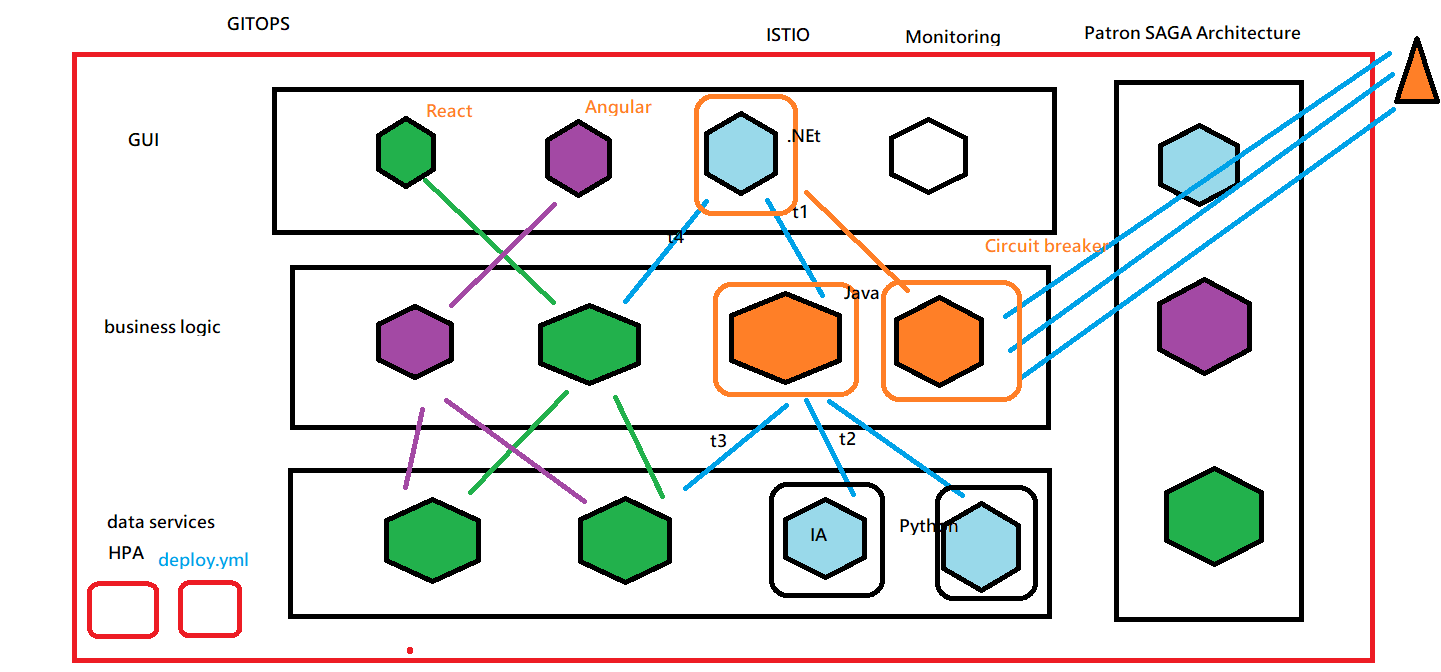 GITOPS
ISTIO
Monitoring
Patron SAGA Architecture
React
Angular
.NEt
GUI
t1
t4
Circuit breaker
Java
business logic
t3
t2
data services
HPA
deploy.yml
IA
Python